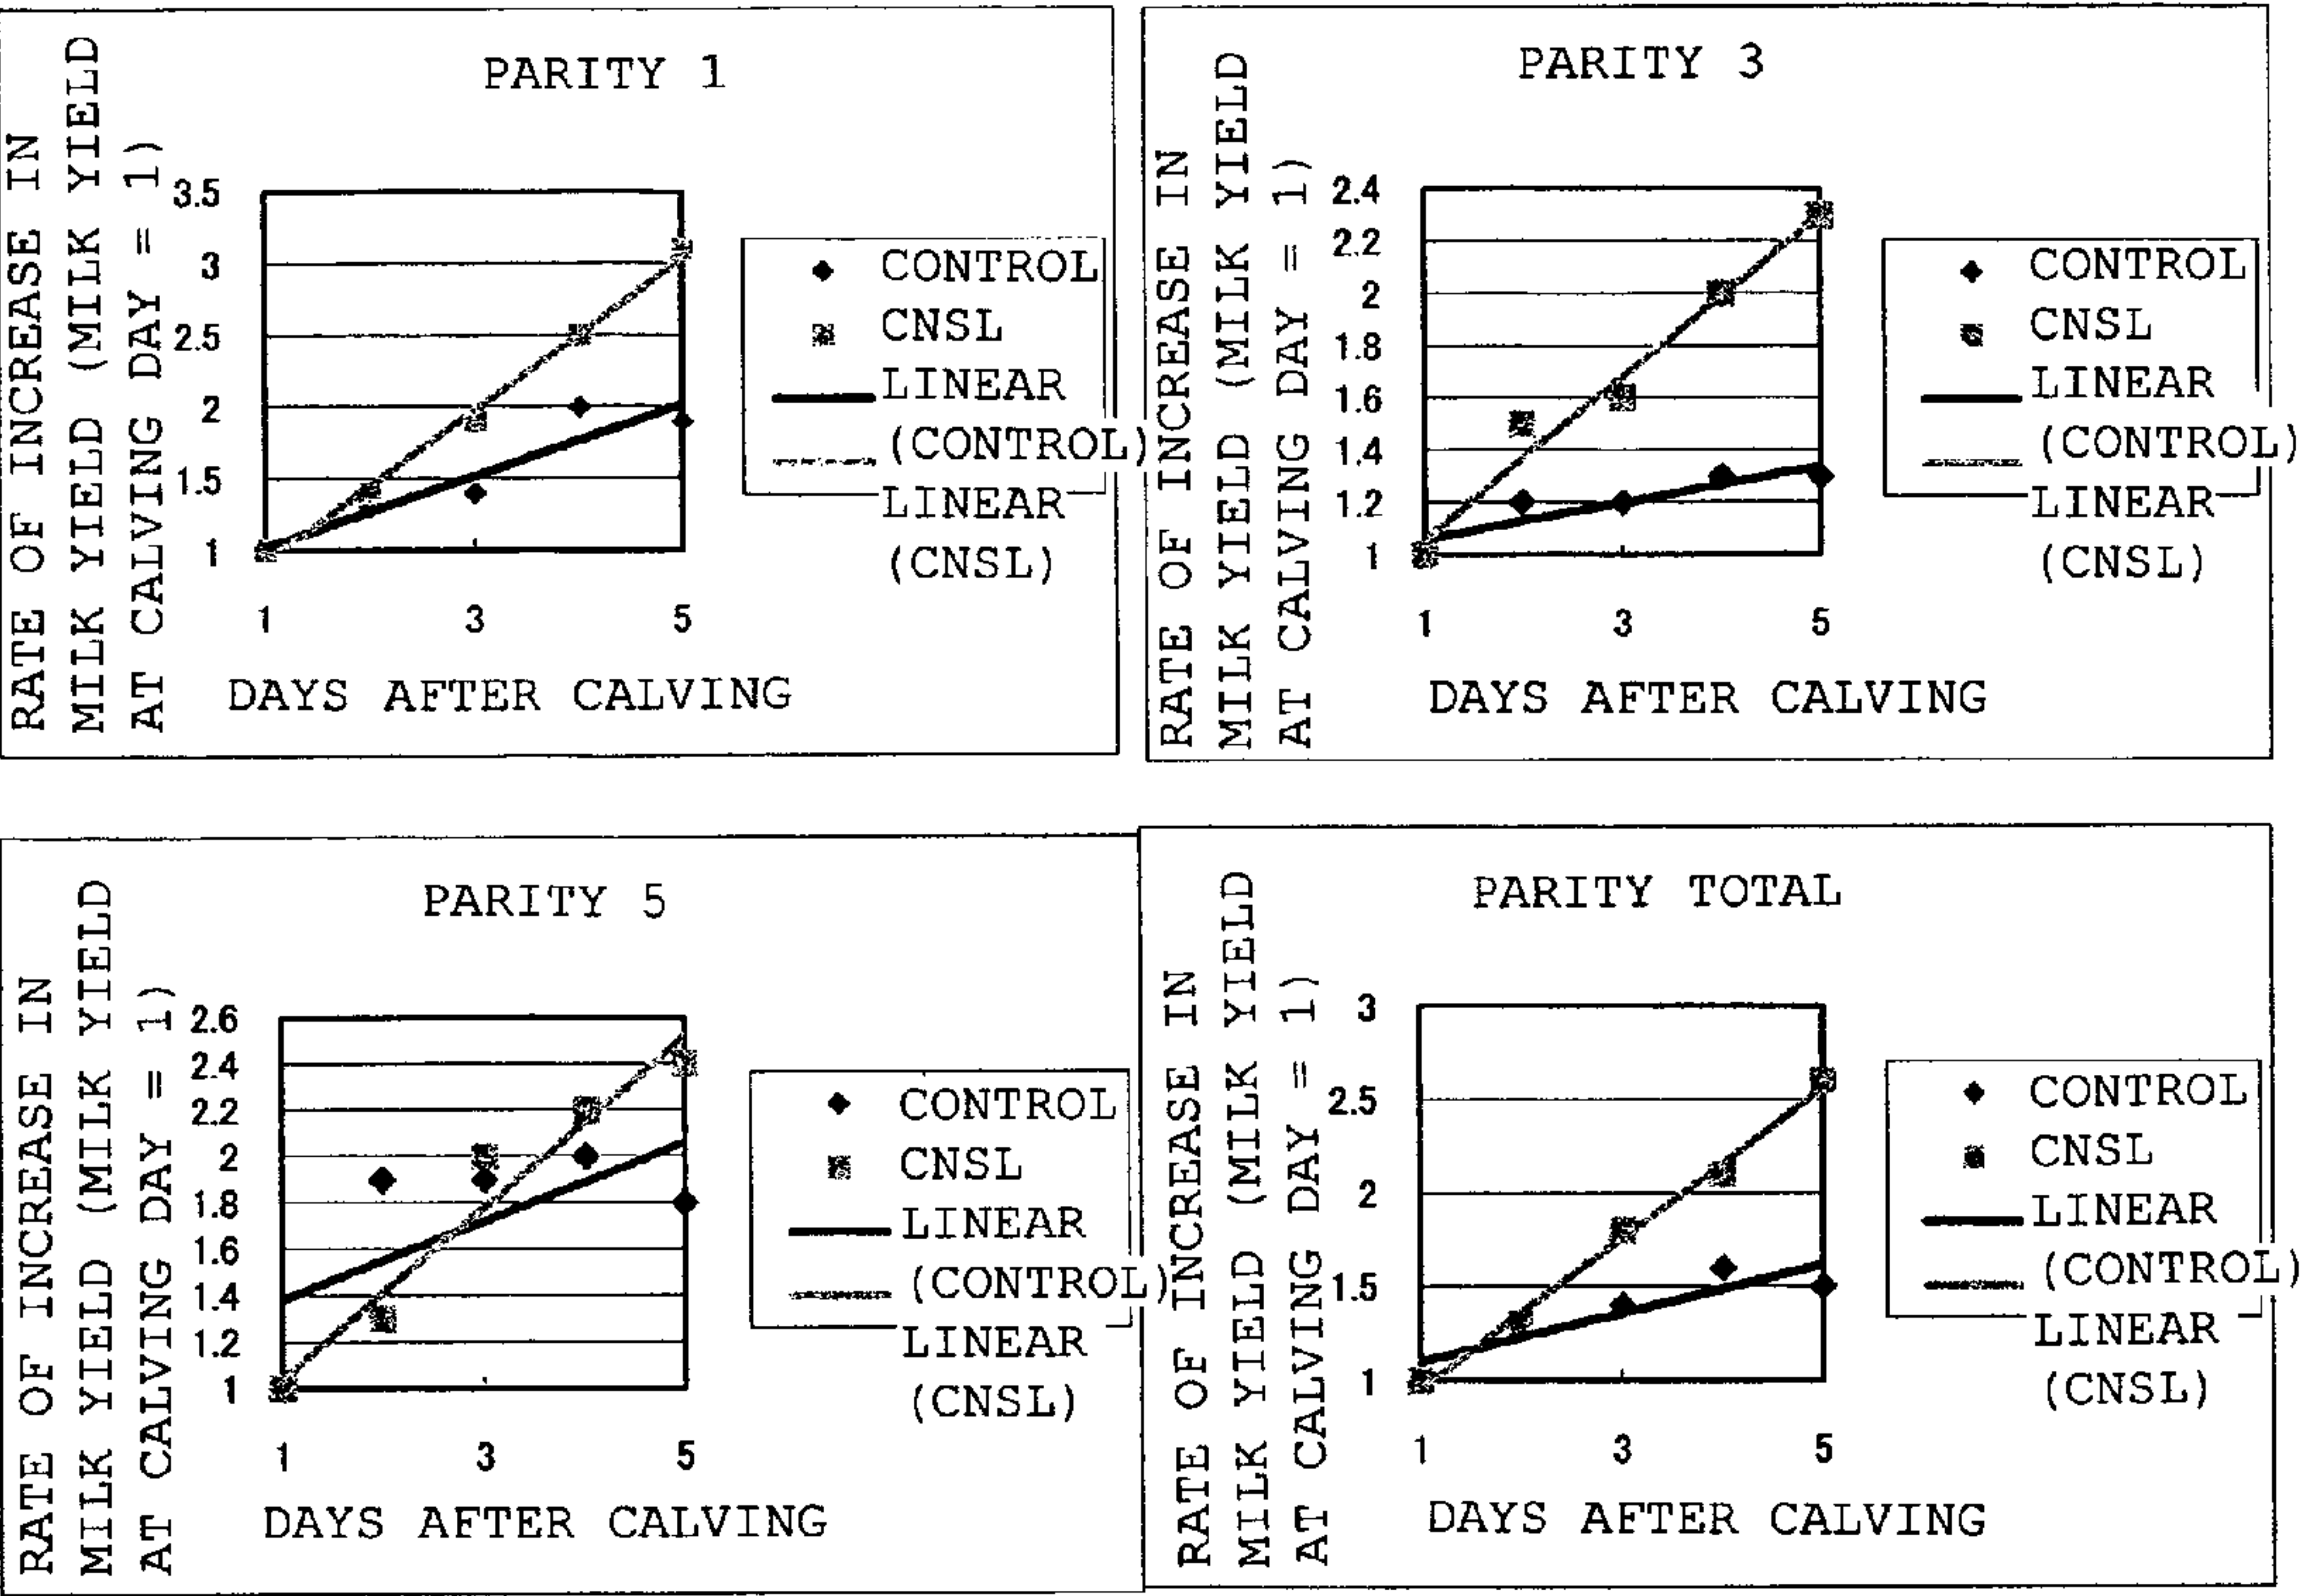 PARITY 1
RATE OF INCREASE IN
MILK YIELD (MILK YIELD
AT CALVING DAY = 1)
3.5
3
2.5
2
1.5
1
1 3 5
DAYS AFTER CALVING
CONTROL
CNSL
LINEAR
(CONTROL)
LINEAR
(CNSL)
PARITY 3
RATE OF INCREASE IN
MILK YIELD (MILK YIELD
AT CALVING DAY = 1)
2.4
2.2
2
1.8
1.6
1.4
1.2
1
1 3 5
DAYS AFTER CALVING
CONTROL
CNSL
LINEAR
(CONTROL)
LINEAR
(CNSL)
PARITY 5
RATE OF INCREASE IN
MILK YIELD (MILK YIELD
AT CALVING DAY = 1)
2.6
2.4
2.2
2
1.8
1.6
1.4
1.2
1
1 3 5
DAYS AFTER CALVING
CONTROL
CNSL
LINEAR
(CONTROL)
LINEAR
(CNSL)
PARITY TOTAL
RATE OF INCREASE IN
MILK YIELD (MILK YIELD
AT CALVING DAY = 1)
3
2.5
2
1.5
1
1 3 5
DAYS AFTER CALVING
CONTROL
CNSL
LINEAR
(CONTROL)
LINEAR
(CNSL)